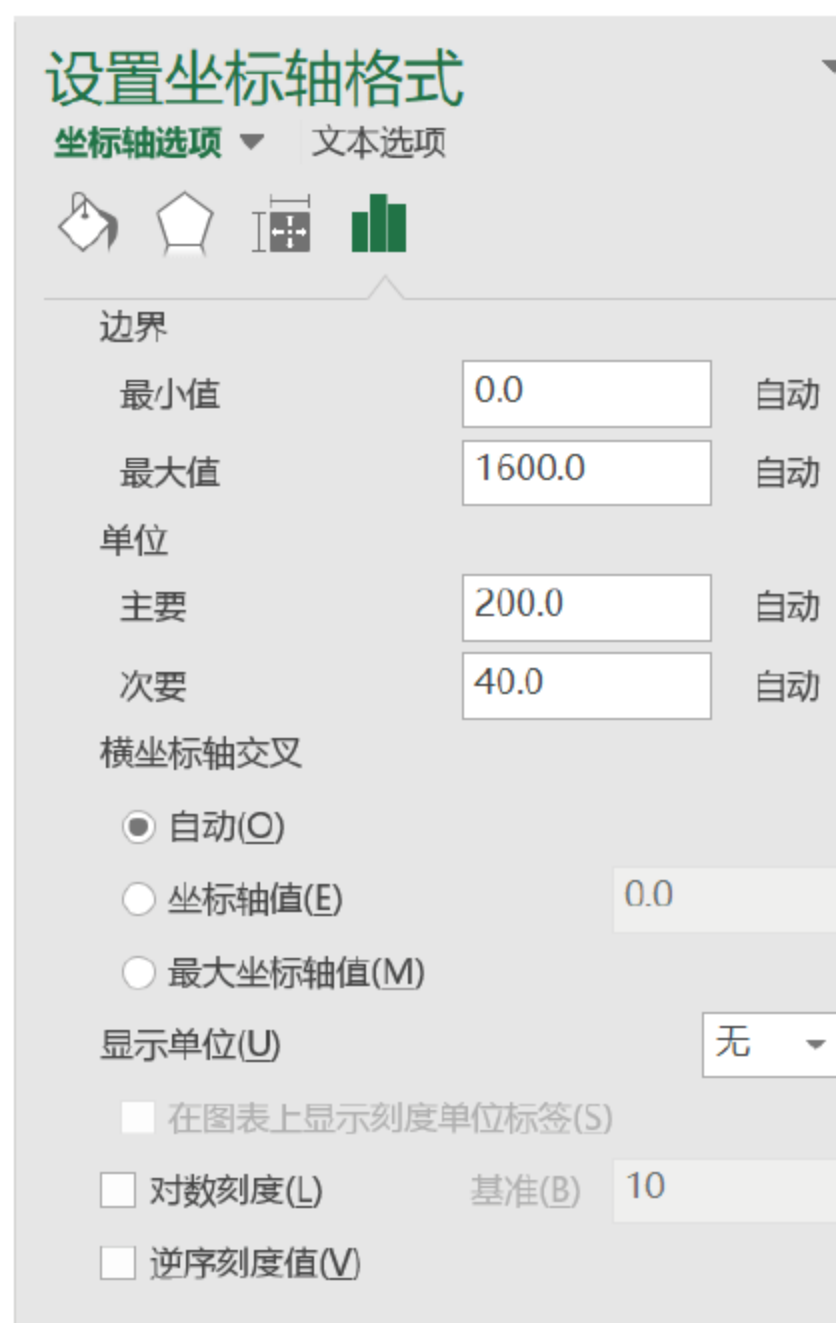 设置坐标轴格式
坐标轴选项 文本选项
边界
最小值 0.0 自动
最大值 1600.0 自动
单位
主要 200.0 自动
次要 40.0 自动
横坐标轴交叉
自动(O)
坐标轴值(E) 0.0
最大坐标轴值(M)
显示单位(U) 无
在图表上显示刻度单位标签(S)
对数刻度(L) 基准(B) 10
逆序刻度值(V)